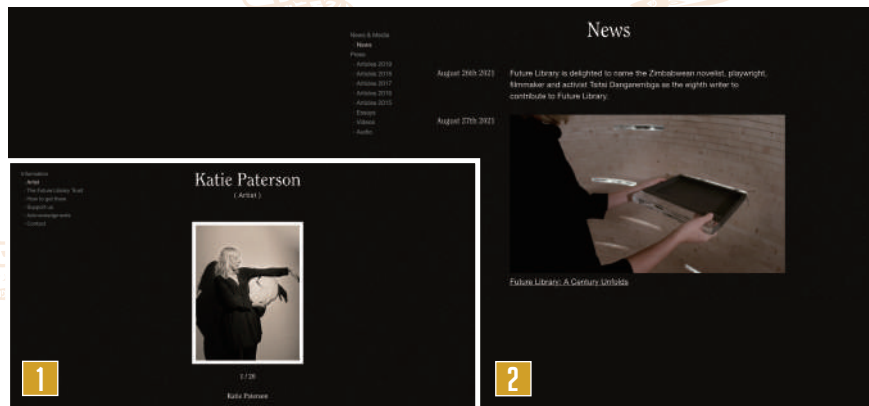 News
News & Media
- News
Press
- Articles 2019
- Articles 2018
- Articles 2017
- Articles 2016
- Articles 2015
- Essays
- Videos
- Audio
August 26th 2021
Future Library is delighted to name the Zimbabwean novelist, playwright,
filmmaker and activist Tsitsi Dangarembga as the eighth writer to
contribute to Future Library.
August 27th 2021
Future Library: A Century Unfolds
2
Information
- Artist
- The Future Library Trust
- How to get there
- Support us
- Acknowledgments
- Contact
Katie Paterson
( Artist )
1 / 26
Katie Paterson
1